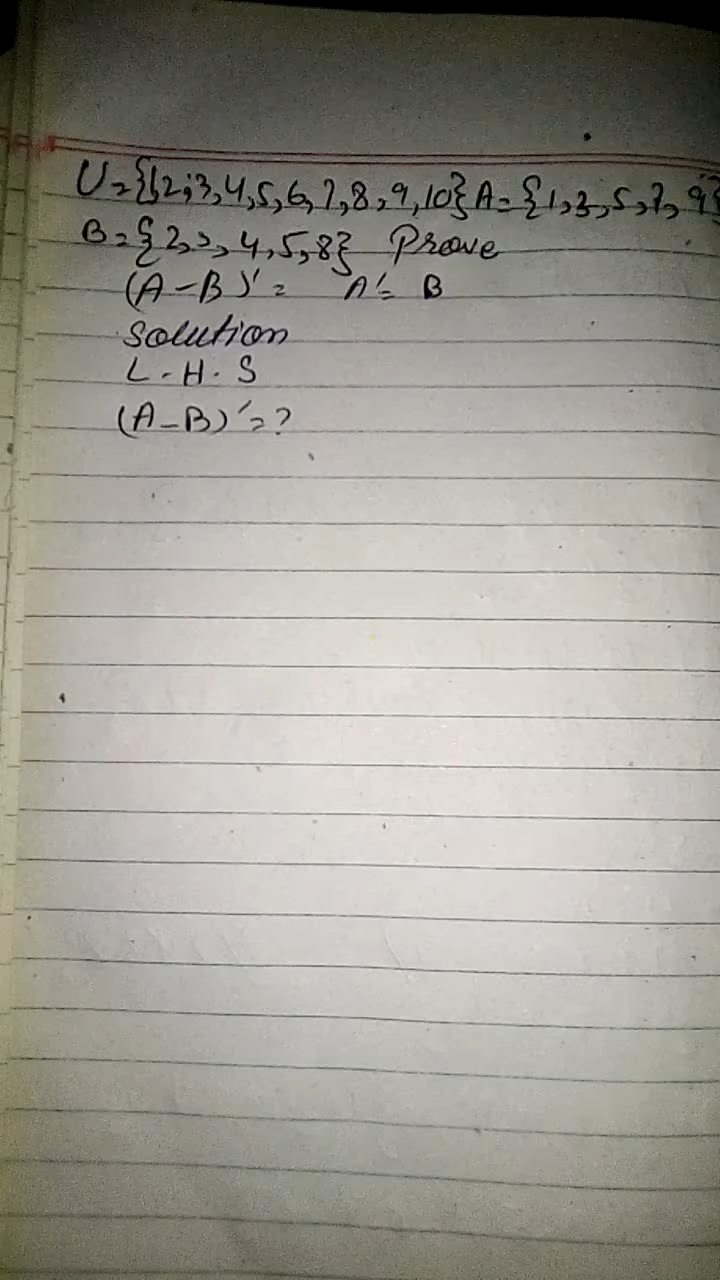 U={1,2,3,4,5,6,7,8,9,10} A={1,3,5,7,9}
B={2,3,4,5,8} Prove
(A-B)'= A'= B
Solution
L.H.S
(A-B)'=?